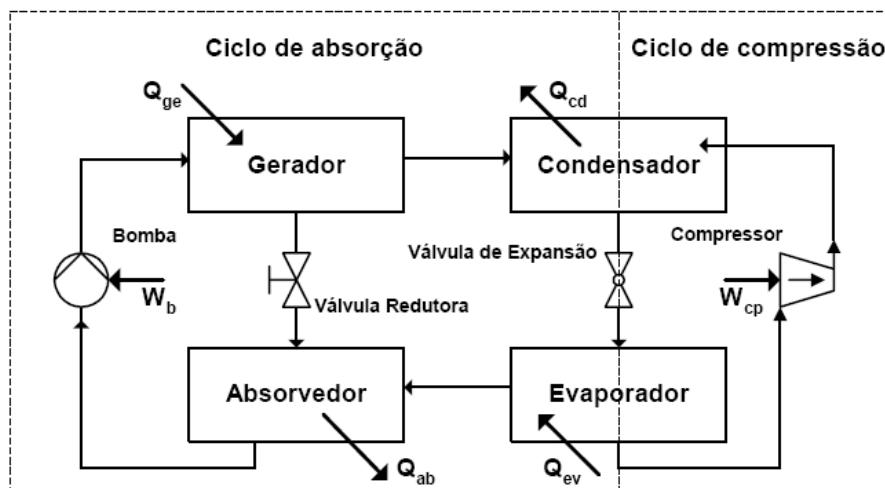 Ciclo de absorção
Ciclo de compressão
Qge
Qcd
Gerador
Condensador
Bomba
Válvula de Expansão
Compressor
Wb
Válvula Redutora
Wcp
Absorvedor
Evaporador
Qab
Qev